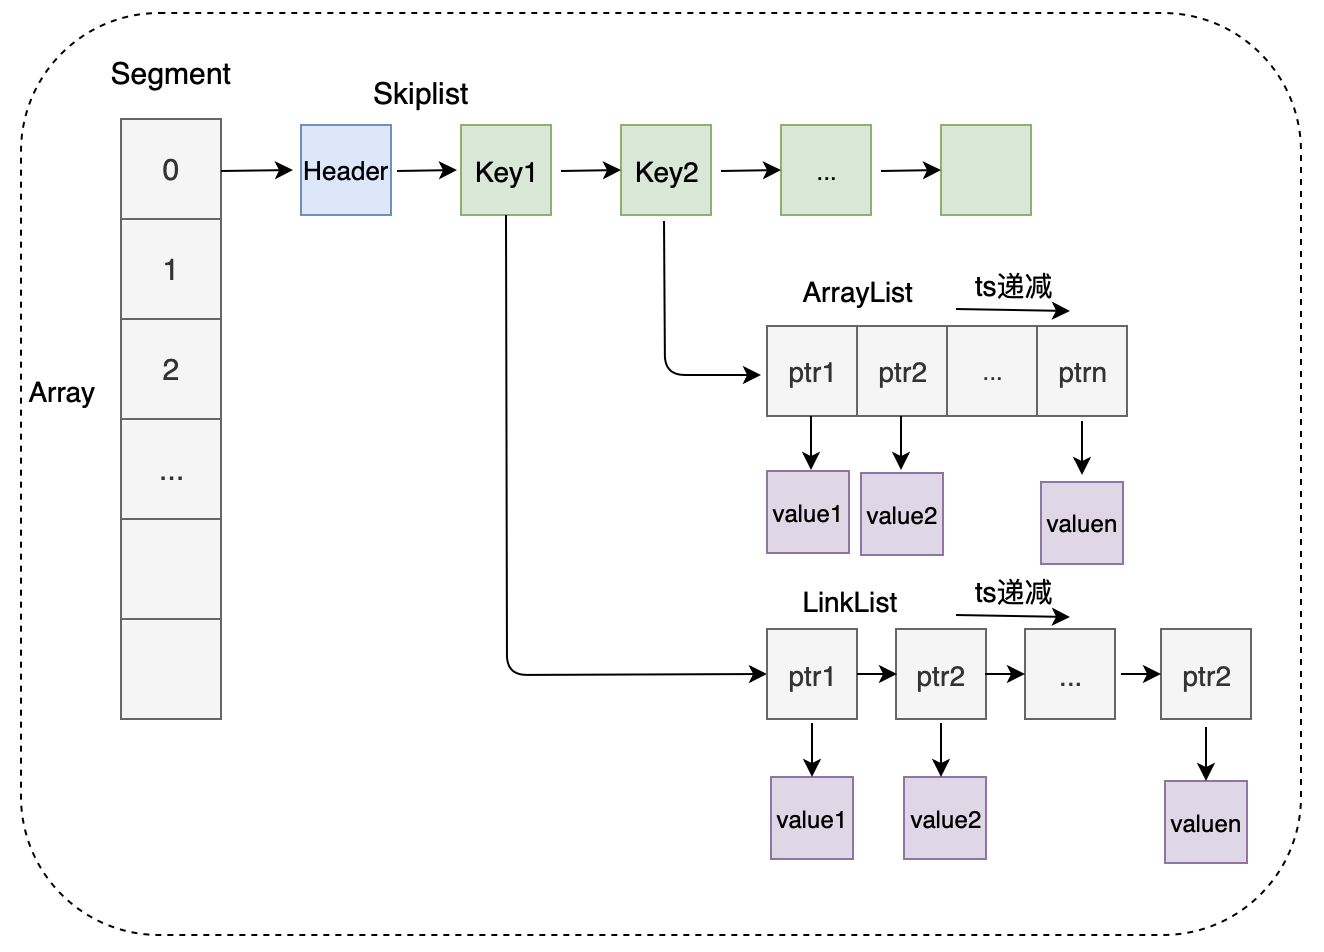 Segment
Skiplist
0
Header
Key1
Key2
...
1
ArrayList
ts递减
2
Array
ptr1
ptr2
...
ptrn
...
value1
value2
valuen
LinkList
ts递减
ptr1
ptr2
...
ptr2
value1
value2
valuen